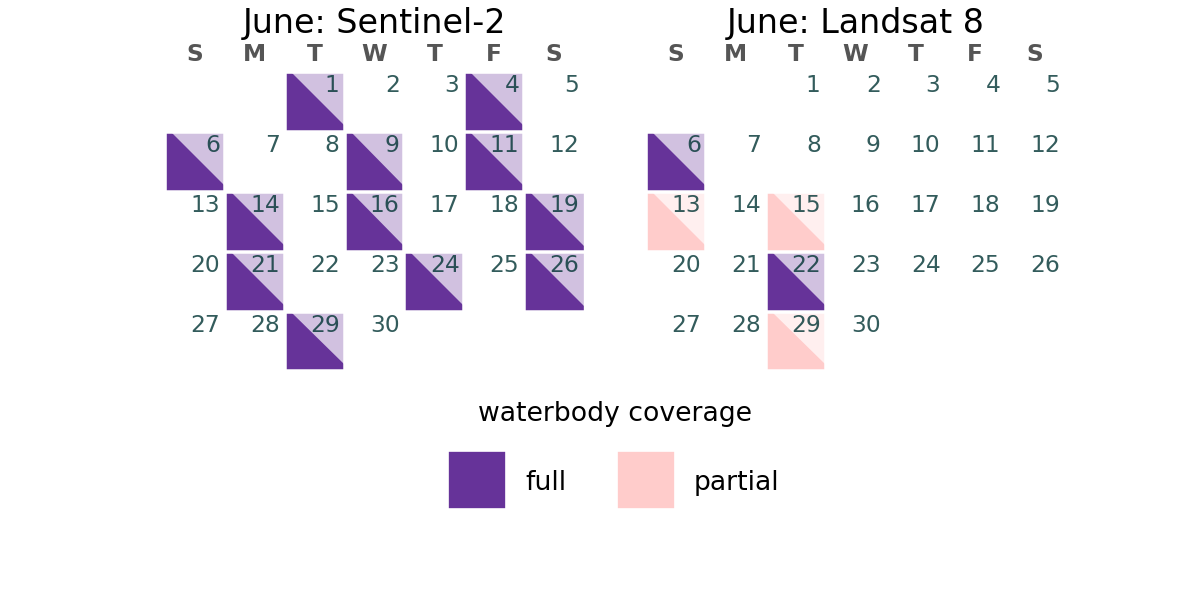 June: Sentinel-2
S M T W T F S
1 2 3 4 5
6 7 8 9 10 11 12
13 14 15 16 17 18 19
20 21 22 23 24 25 26
27 28 29 30
June: Landsat 8
S M T W T F S
1 2 3 4 5
6 7 8 9 10 11 12
13 14 15 16 17 18 19
20 21 22 23 24 25 26
27 28 29 30
waterbody coverage
full partial